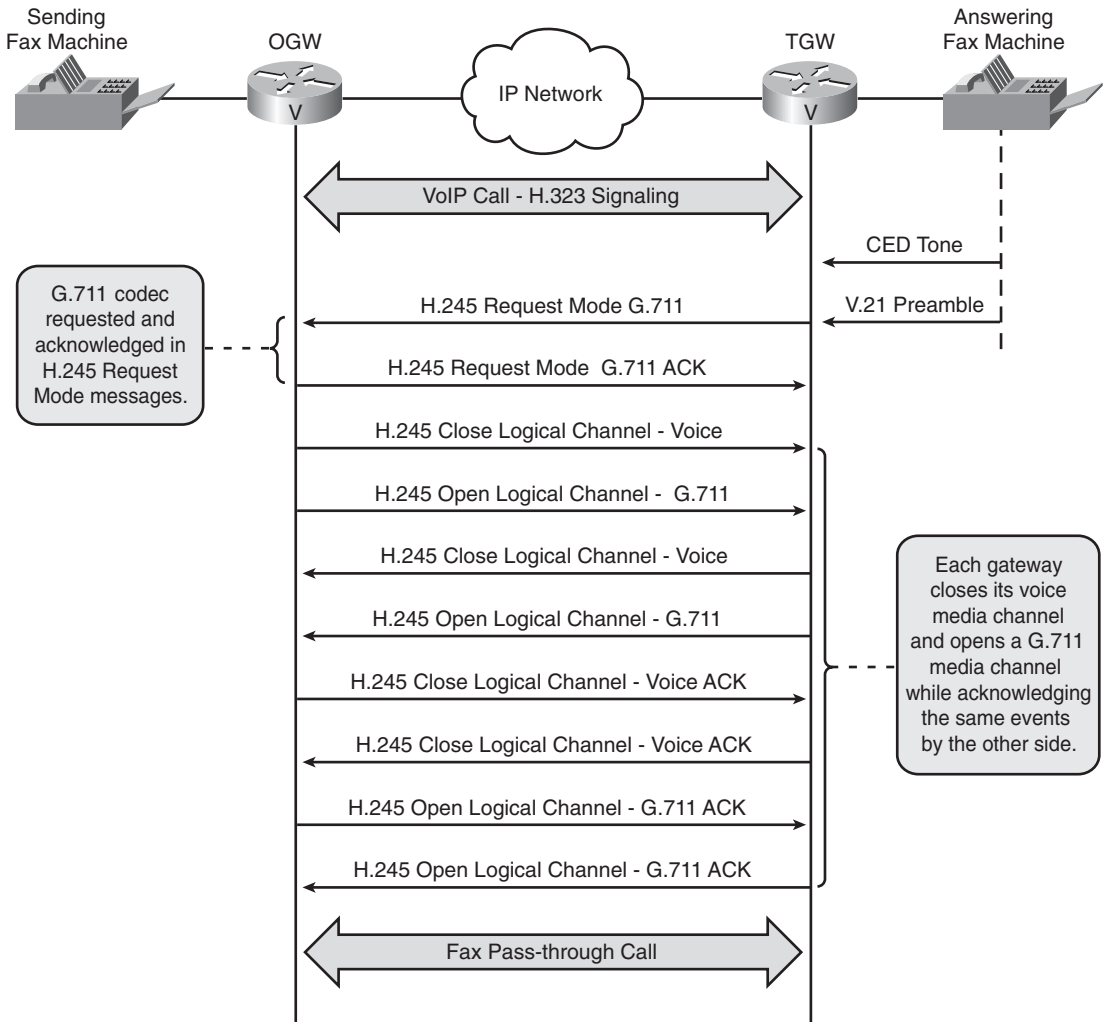 Sending
Fax Machine
OGW
TGW
Answering
Fax Machine
IP Network
V
V
VoIP Call - H.323 Signaling
CED Tone
V.21 Preamble
H.245 Request Mode G.711
G.711 codec
requested and
acknowledged in
H.245 Request
Mode messages.
H.245 Request Mode G.711 ACK
H.245 Close Logical Channel - Voice
H.245 Open Logical Channel - G.711
H.245 Close Logical Channel - Voice
H.245 Open Logical Channel - G.711
H.245 Close Logical Channel - Voice ACK
H.245 Close Logical Channel - Voice ACK
H.245 Open Logical Channel - G.711 ACK
H.245 Open Logical Channel - G.711 ACK
Each gateway
closes its voice
media channel
and opens a G.711
media channel
while acknowledging
the same events
by the other side.
Fax Pass-through Call